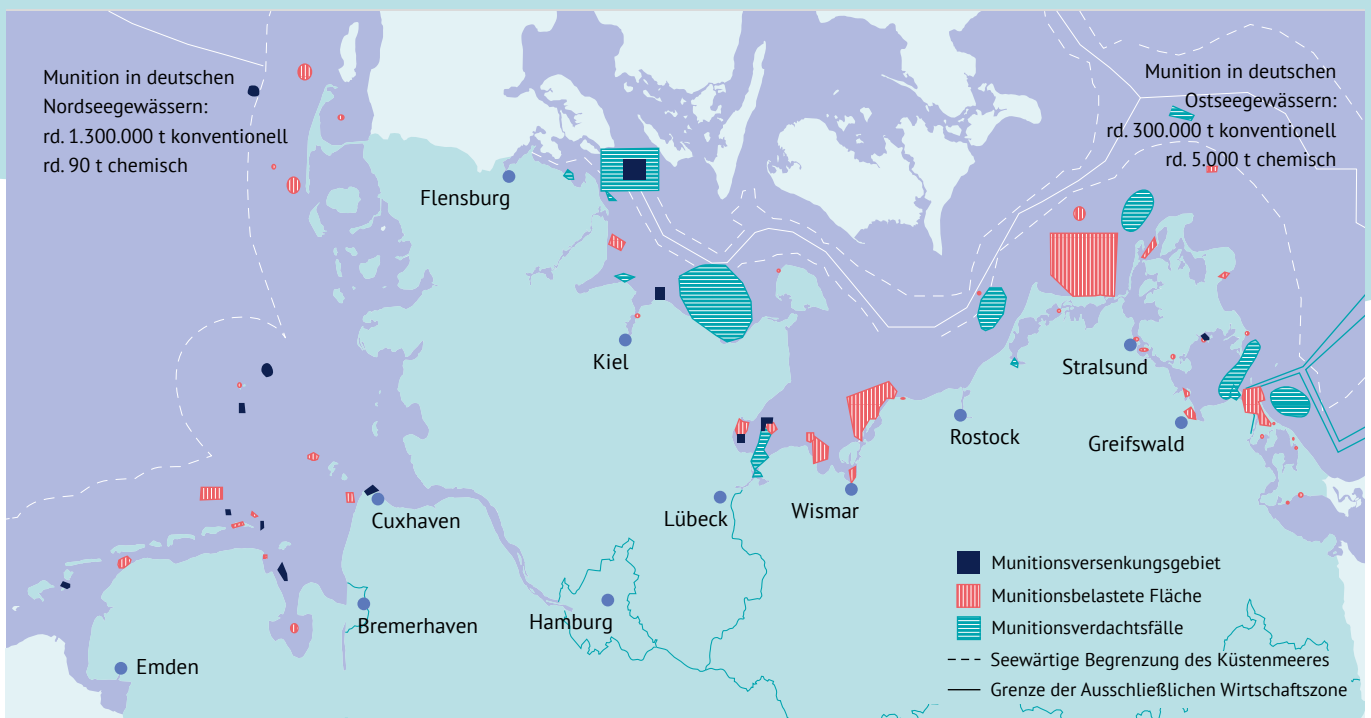 Munition in deutschen
Nordseegewässern:
rd. 1.300.000 t konventionell
rd. 90 t chemisch
Munition in deutschen
Ostseegewässern:
rd. 300.000 t konventionell
rd. 5.000 t chemisch
Flensburg
Kiel
Stralsund
Rostock
Greifswald
Cuxhaven
Lübeck
Wismar
Bremerhaven
Hamburg
Emden
Munitionsversenkungsgebiet
Munitionsbelastete Fläche
Munitionsverdachtsfälle
Seewärtige Begrenzung des Küstenmeeres
Grenze der Ausschließlichen Wirtschaftszone